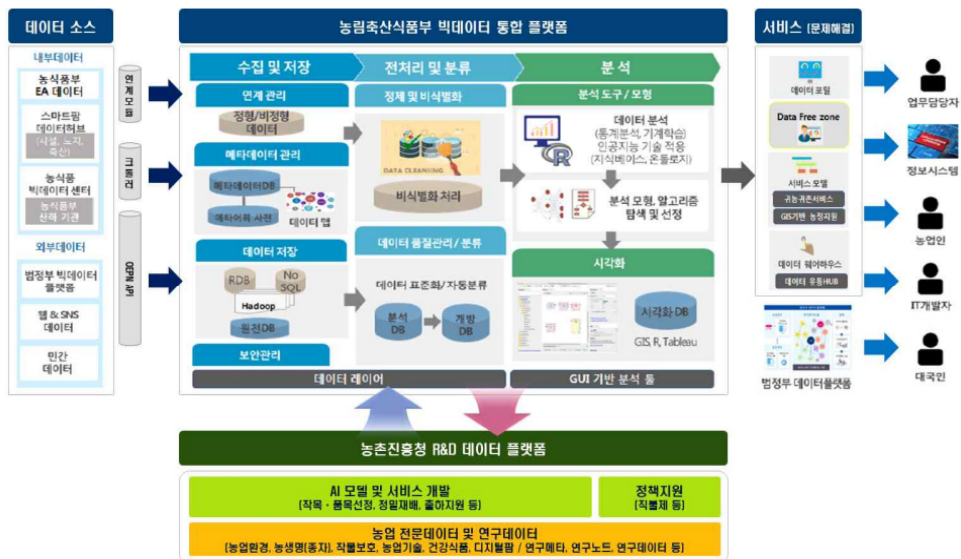 데이터 소스
내부데이터
농식품부
EA 데이터
스마트팜
데이터허브
(시설, 노지,
축산)
농식품
빅데이터 센터
농식품부
산하 기관
외부데이터
범정부 빅데이터
플랫폼
웹 & SNS
데이터
민간
데이터
연계모듈
크롤러
OEPN API
농림축산식품부 빅데이터 통합 플랫폼
수집 및 저장
연계 관리
정형/비정형
데이터
메타데이터 관리
메타데이터DB
메타어휘 사전
데이터 맵
데이터 저장
RDB
No
SQL
Hadoop
원천DB
보안관리
전처리 및 분류
정제 및 비식별화
DATA CLEANSING
비식별화 처리
데이터 품질관리/ 분류
데이터 표준화/ 자동분류
분석
DB
개방
DB
데이터 레이어
분 석
분석 도구 / 모형
R
데이터 분석
(통계분석, 기계학습)
인공지능 기술 적용
(지식베이스, 온톨로지)
분석 모형, 알고리즘
탐색 및 선정
시각화
시각화 DB
GIS, R, Tableau
GUI 기반 분석 툴
서비스 (문제해결)
데이터 포털
Data Free zone
서비스 모델
귀농귀촌서비스
GIS기반 농정지원
데이터 웨어하우스
데이터 유통HUB
범정부 데이터플랫폼
업무담당자
정보시스템
농업인
IT개발자
대국민
농촌진흥청 R&D 데이터 플랫폼
AI 모델 및 서비스 개발
(작목 · 품목선정, 정밀재배, 출하지원 등)
정책지원
(직불제 등)
농업 전문데이터 및 연구데이터
(농업환경, 농생명(종자), 작물보호, 농업기술, 건강식품, 디지털팜 / 연구메타, 연구노트, 연구데이터 등)